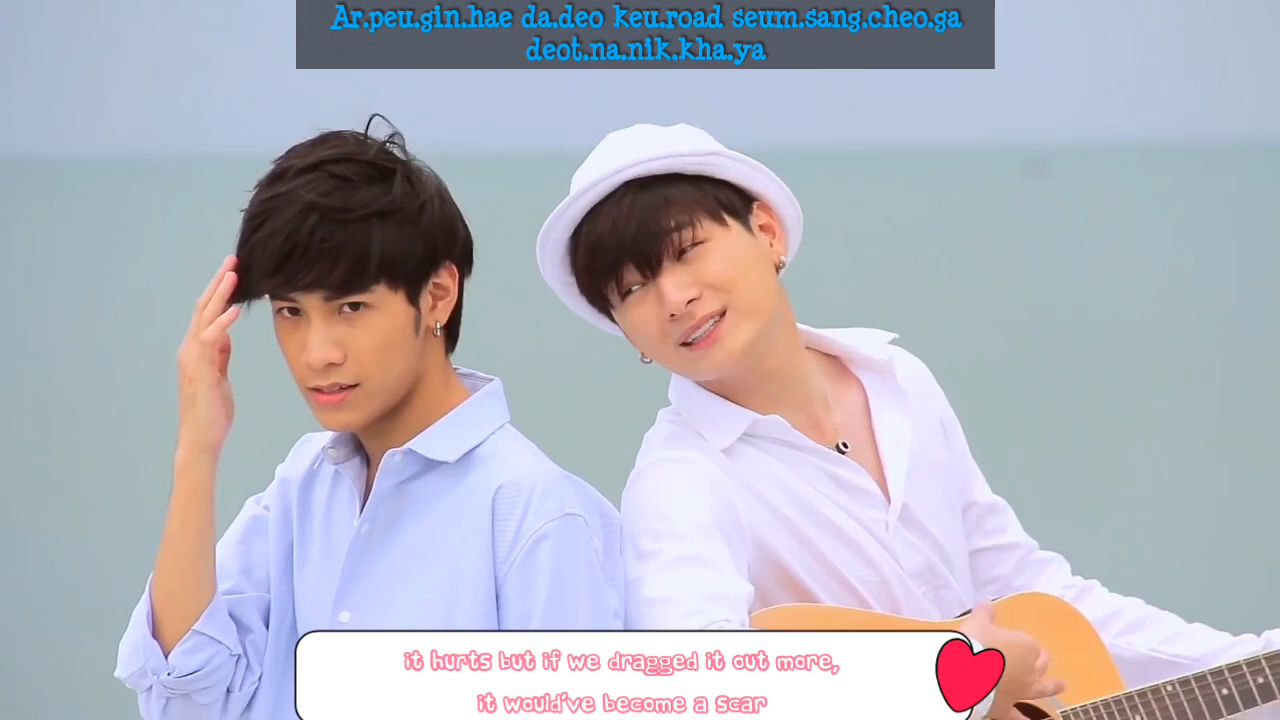 Ar.peu.gin.hae da.deo keu.road seum.sang.cheo.ga
deot.na.nik.kha.ya
it hurts but if we dragged it out more,
it would've become a scar